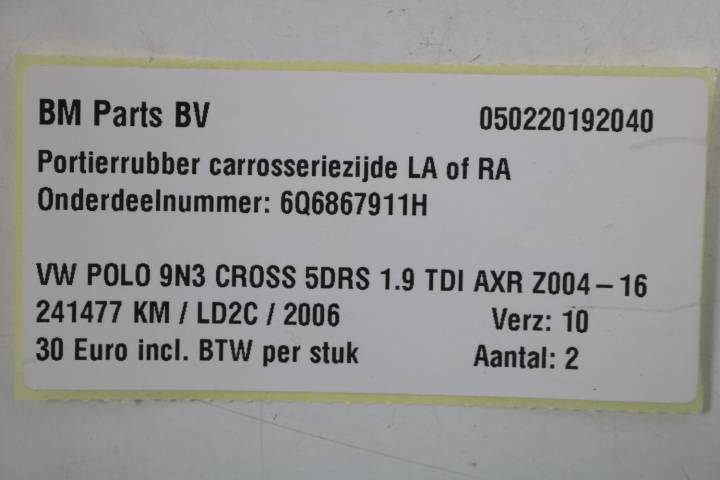 BM Parts BV 050220192040
Portierrubber carrosseriezijde LA of RA
Onderdeelnummer: 6Q6867911H
VW POLO 9N3 CROSS 5DRS 1.9 TDI AXR Z004-16
241477 KM / LD2C / 2006 Verz: 10
30 Euro incl. BTW per stuk Aantal: 2